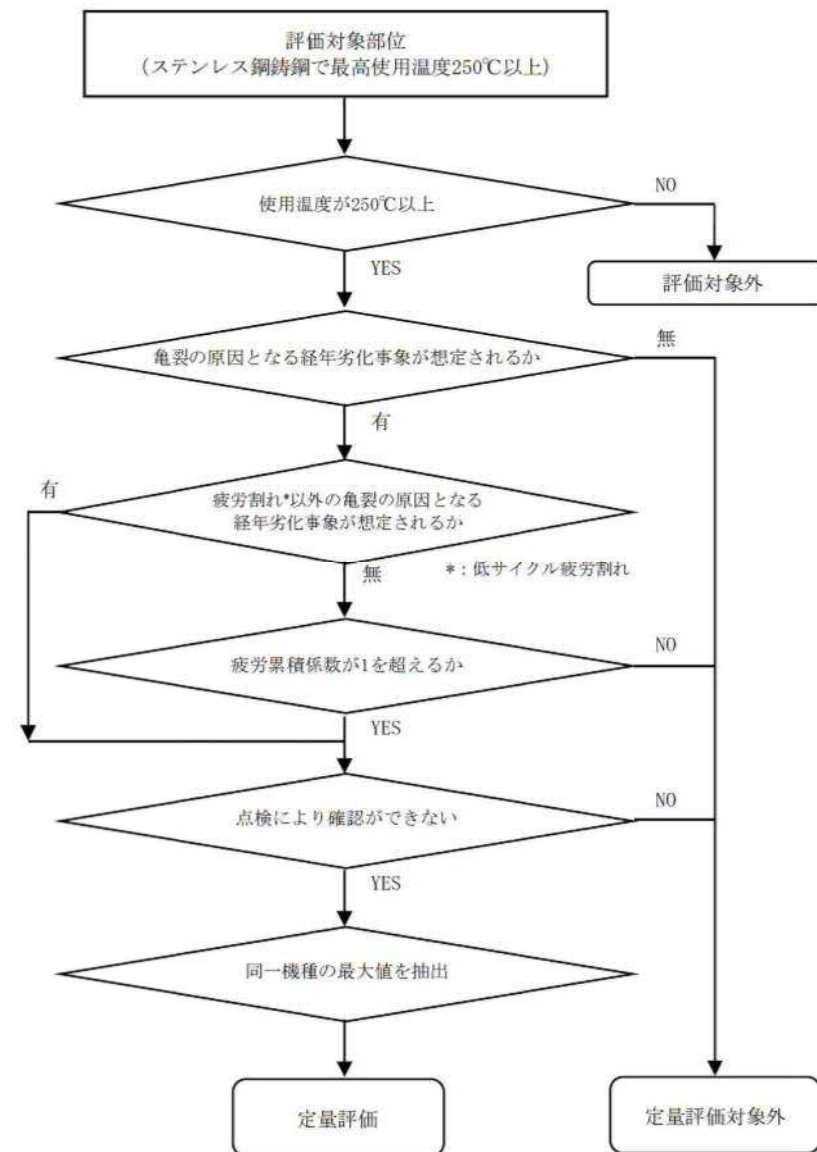 評価対象部位
(ステンレス鋼鋳鋼で最高使用温度250℃以上)
使用温度が250℃以上
NO
評価対象外
YES
亀裂の原因となる経年劣化事象が想定されるか
無
有
有
疲労割れ*以外の亀裂の原因となる
経年劣化事象が想定されるか
無
*:低サイクル疲労割れ
疲労累積係数が1を超えるか
NO
YES
点検により確認ができない
NO
YES
同一機種の最大値を抽出
定量評価
定量評価対象外